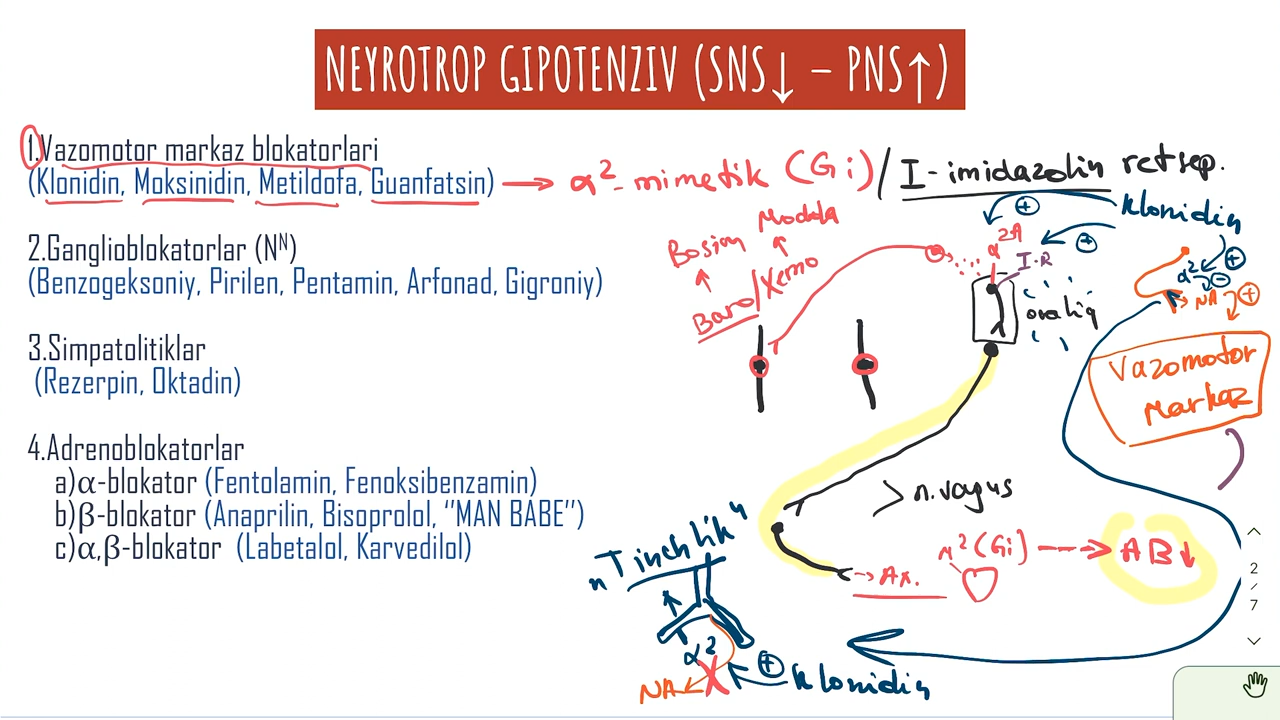 NEYROTROP GIPOTENZIV (SNS↓ – PNS↑)
1.Vazomotor markaz blokatorlari
(Klonidin, Moksinidin, Metildofa, Guanfatsin) → α²-mimetik (Gi) / I-imidazolin retsep.
2.Ganglioblokatorlar (Nᴺ)
(Benzogeksoniy, Pirilen, Pentamin, Arfonad, Gigroniy)
3.Simpatolitiklar
(Rezerpin, Oktadin)
4.Adrenoblokatorlar
a)α-blokator (Fentolamin, Fenoksibenzamin)
b)β-blokator (Anaprilin, Bisoprolol, "MAN BABE")
c)α,β-blokator (Labetalol, Karvedilol)
Klonidin
Bosim Modda
Baro/Xemo
α2A
I-R
oraliq
α²
NA
Vazomotor
Markaz
n.vagus
→ Ax. м² (Gi) → AB↓
"Tinchlik"
α²
NA
Klonidin
2
/
7